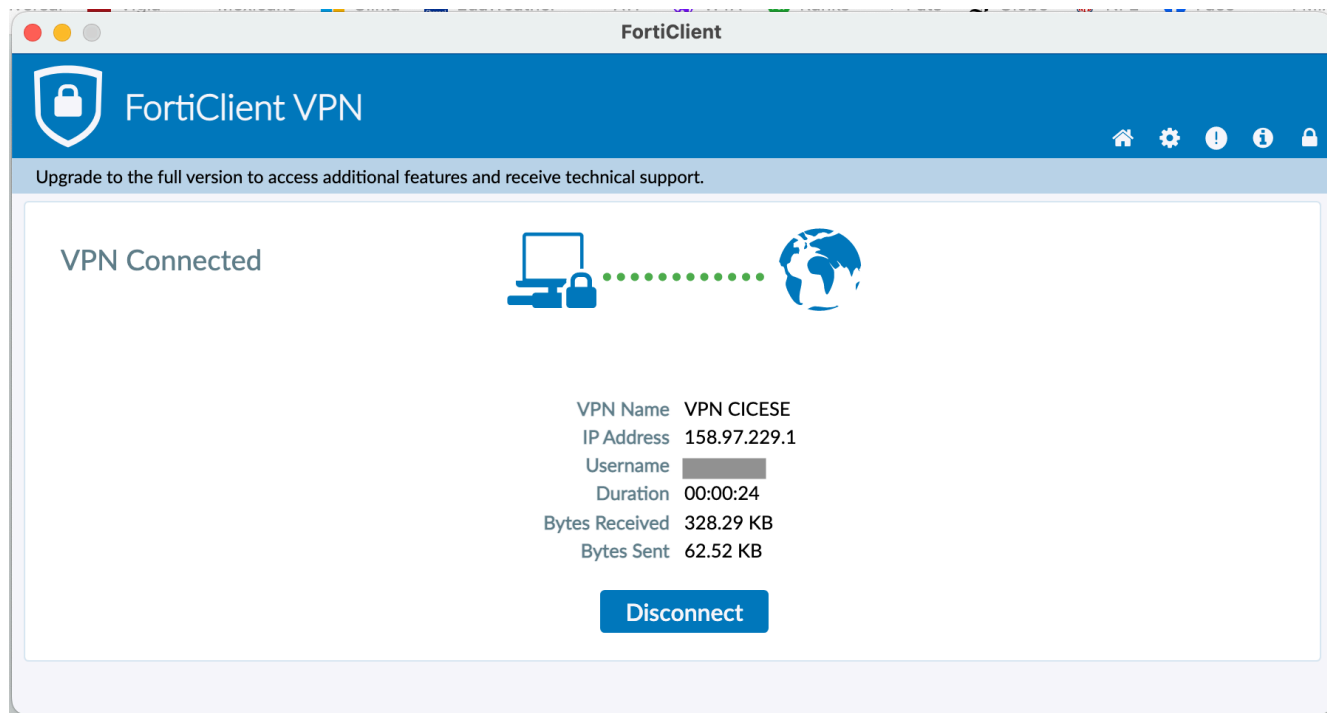 FortiClient
FortiClient VPN
Upgrade to the full version to access additional features and receive technical support.
VPN Connected
VPN Name VPN CICESE
IP Address 158.97.229.1
Username
Duration 00:00:24
Bytes Received 328.29 KB
Bytes Sent 62.52 KB
Disconnect